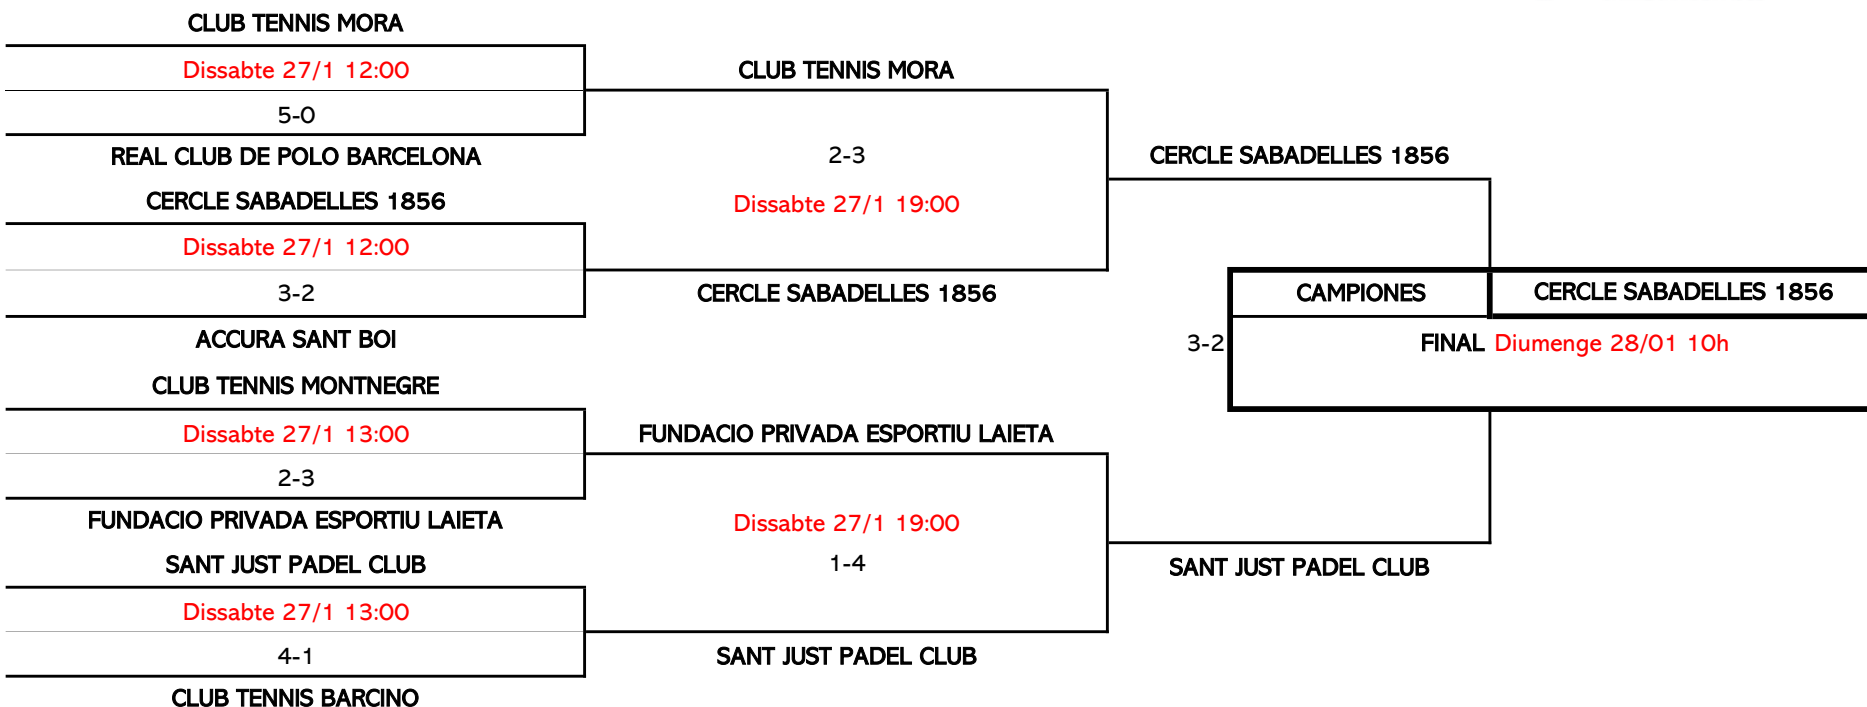 CLUB TENNIS MORA
Dissabte 27/1 12:00
5-0
REAL CLUB DE POLO BARCELONA
CERCLE SABADELLES 1856
Dissabte 27/1 12:00
3-2
ACCURA SANT BOI
CLUB TENNIS MONTNEGRE
Dissabte 27/1 13:00
2-3
FUNDACIO PRIVADA ESPORTIU LAIETA
SANT JUST PADEL CLUB
Dissabte 27/1 13:00
4-1
CLUB TENNIS BARCINO
CLUB TENNIS MORA
2-3
Dissabte 27/1 19:00
CERCLE SABADELLES 1856
FUNDACIO PRIVADA ESPORTIU LAIETA
Dissabte 27/1 19:00
1-4
SANT JUST PADEL CLUB
CERCLE SABADELLES 1856
3-2
SANT JUST PADEL CLUB
CAMPIONES
CERCLE SABADELLES 1856
FINAL Diumenge 28/01 10h